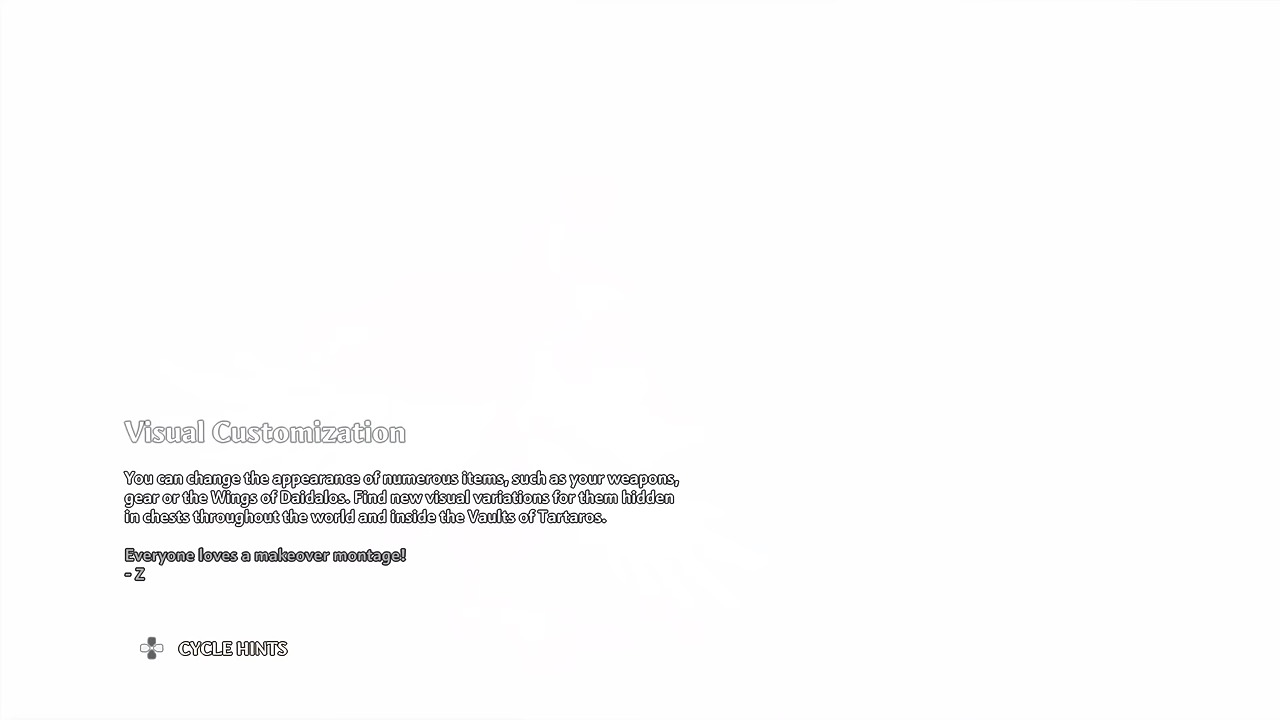 Visual Customization
You can change the appearance of numerous items, such as your weapons,
gear or the Wings of Daidalos. Find new visual variations for them hidden
in chests throughout the world and inside the Vaults of Tartaros.
Everyone loves a makeover montage!
- Z
CYCLE HINTS